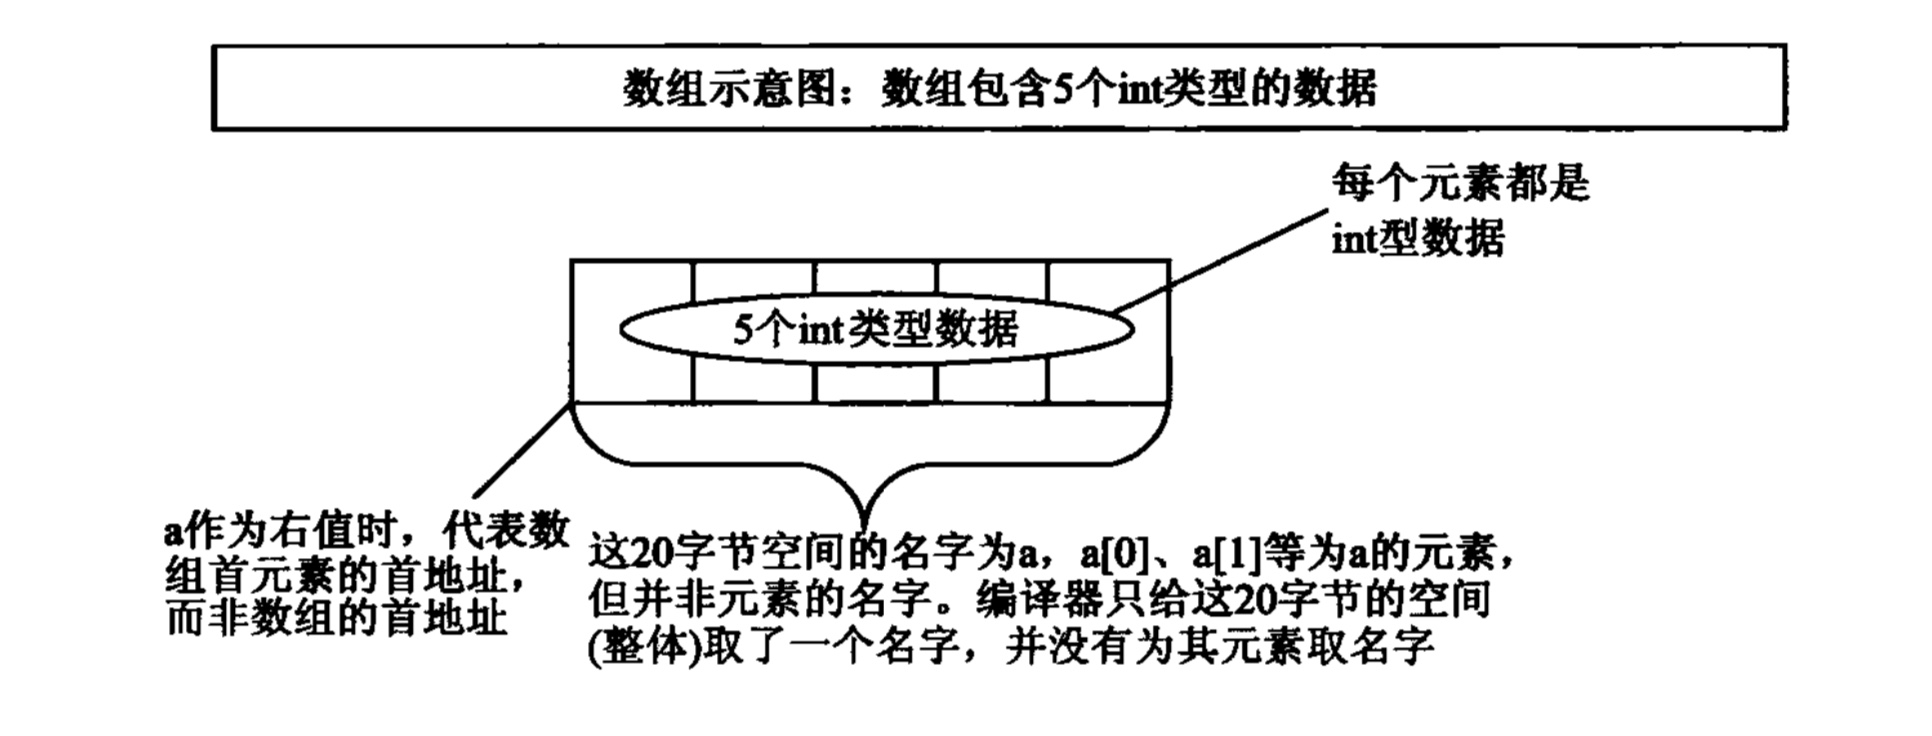 数组示意图：数组包含5个int类型的数据
每个元素都是
int型数据
5个int类型数据
a作为右值时，代表数
组首元素的首地址，
而非数组的首地址
这20字节空间的名字为a，a[0]、a[1]等为a的元素，
但并非元素的名字。编译器只给这20字节的空间
(整体)取了一个名字，并没有为其元素取名字